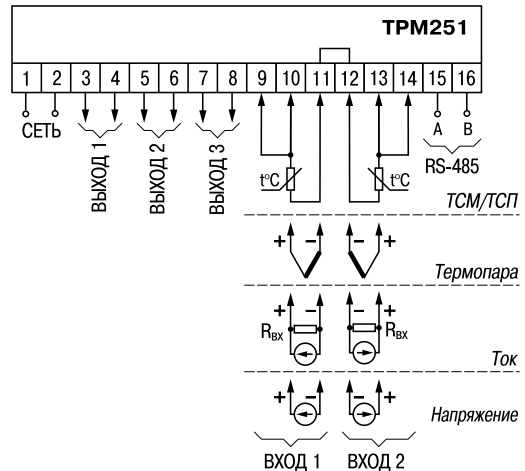 ТРМ251
1 2 3 4 5 6 7 8 9 10 11 12 13 14 15 16
СЕТЬ
ВЫХОД 1
ВЫХОД 2
ВЫХОД 3
t°C
t°C
A B
RS-485
ТСМ/ТСП
+ - - +
Термопара
+ - - +
Rвх
Rвх
Ток
+ - - +
Напряжение
ВХОД 1 ВХОД 2